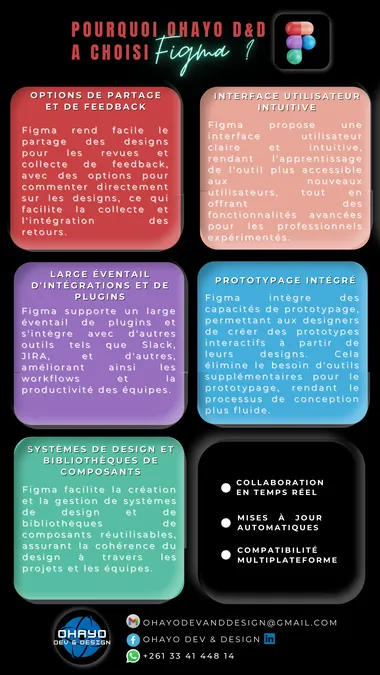 POURQUOI OHAYO D&D
A CHOISI Figma ?
OPTIONS DE PARTAGE
ET DE FEEDBACK
Figma rend facile le
partage des designs
pour les revues et
collecte de feedback,
avec des options pour
commenter directement
sur les designs, ce qui
facilite la collecte et
l'intégration des
retours.
INTERFACE UTILISATEUR
INTUITIVE
Figma propose une
interface utilisateur
claire et intuitive,
rendant l'apprentissage
de l'outil plus accessible
aux nouveaux
utilisateurs, tout en
offrant des
fonctionnalités avancées
pour les professionnels
expérimentés.
LARGE ÉVENTAIL
D'INTÉGRATIONS ET DE
PLUGINS
Figma supporte un large
éventail de plugins et
s'intègre avec d'autres
outils tels que Slack,
JIRA, et d'autres,
améliorant ainsi les
workflows et la
productivité des équipes.
PROTOTYPAGE INTÉGRÉ
Figma intègre des
capacités de prototypage,
permettant aux designers
de créer des prototypes
interactifs à partir de
leurs designs. Cela
élimine le besoin d'outils
supplémentaires pour le
prototypage, rendant le
processus de conception
plus fluide.
SYSTÈMES DE DESIGN ET
BIBLIOTHÈQUES DE
COMPOSANTS
Figma facilite la création
et la gestion de systèmes
de design et de
bibliothèques de
composants réutilisables,
assurant la cohérence du
design à travers les
projets et les équipes.
COLLABORATION
EN TEMPS RÉEL
MISES À JOUR
AUTOMATIQUES
COMPATIBILITÉ
MULTIPLATEFORME
OHAYO
DEV & DESIGN
OHAYODEVANDDESIGN@GMAIL.COM
OHAYO DEV & DESIGN
+261 33 41 448 14